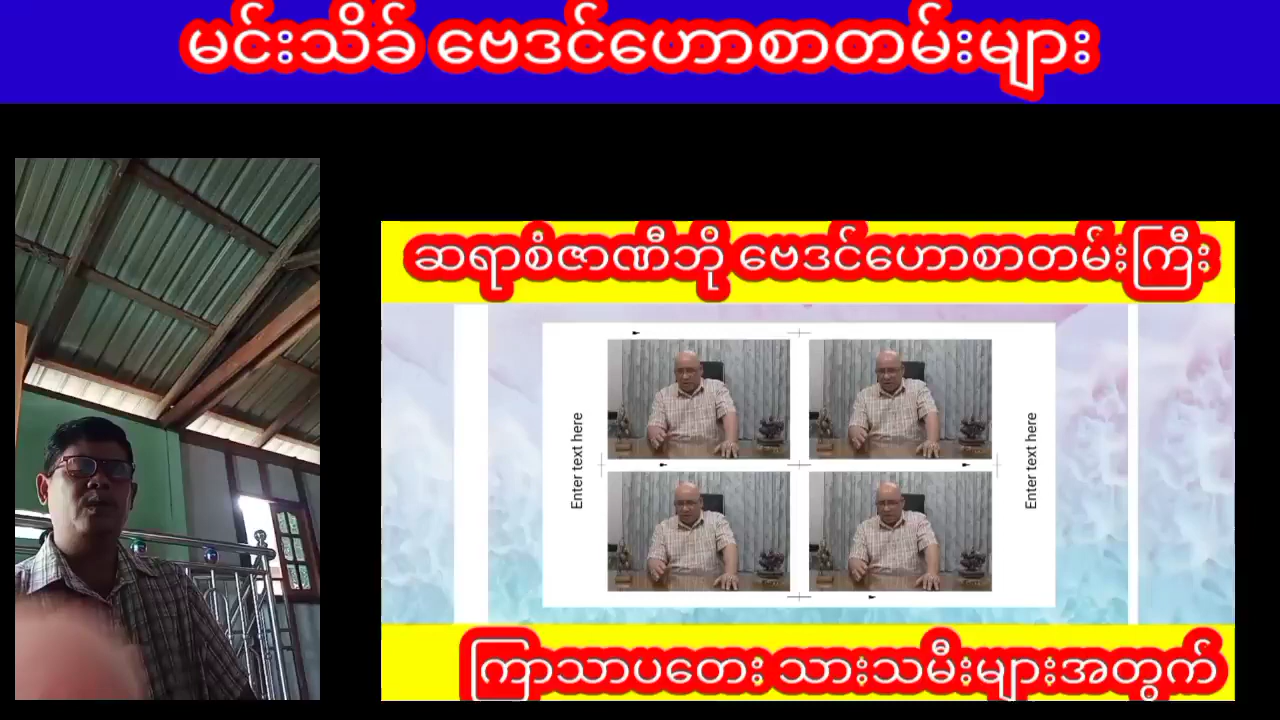 မင်းသိခ် ဗေဒင်ဟောစာတမ်းများ
ဆရာစံဇာဏီဘို ဗေဒင်ဟောစာတမ်းကြီး
Enter text here
Enter text here
ကြာသာပတေး သားသမီးများအတွက်